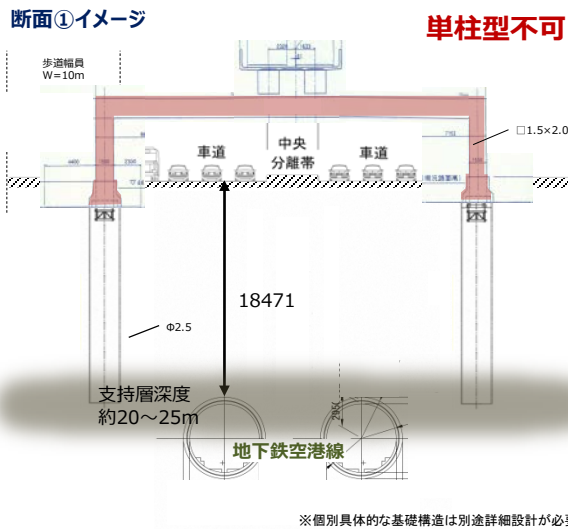 断面①イメージ
単柱型不可
歩道幅員
W=10m
□1.5×2.0
車道
中央
分離帯
車道
18471
Φ2.5
支持層深度
約20～25m
地下鉄空港線
※個別具体的な基礎構造は別途詳細設計が必要